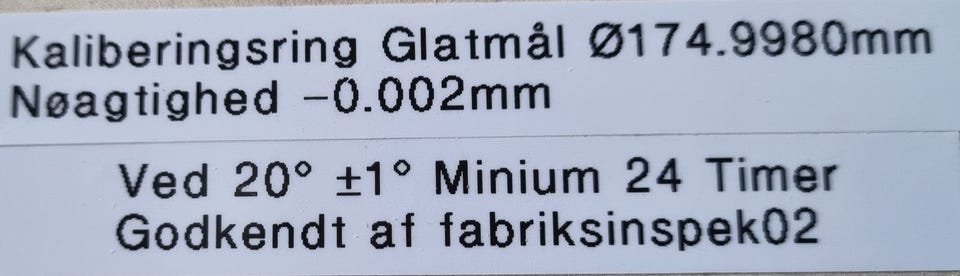 Kaliberingsring Glatmål Ø174.9980mm
Nøagtighed -0.002mm
Ved 20° ±1° Minium 24 Timer
Godkendt af fabriksinspek02